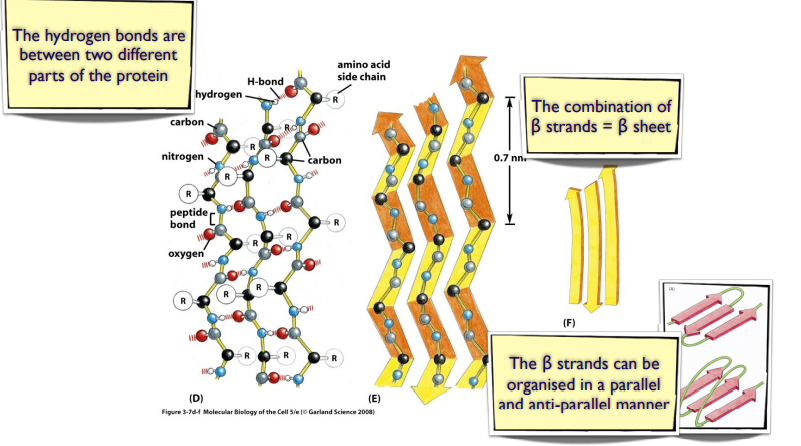 The hydrogen bonds are
between two different
parts of the protein
amino acid
side chain
H-bond
hydrogen
R
carbon
R
R
R
nitrogen
carbon
R
R
peptide
bond
R
R
R
oxygen
R
R
R
R
R
R
(D)
0.7 nm
(E)
The combination of
β strands = β sheet
(F)
(A)
The β strands can be
organised in a parallel
and anti-parallel manner
Figure 3-7d-f Molecular Biology of the Cell 5/e (© Garland Science 2008)